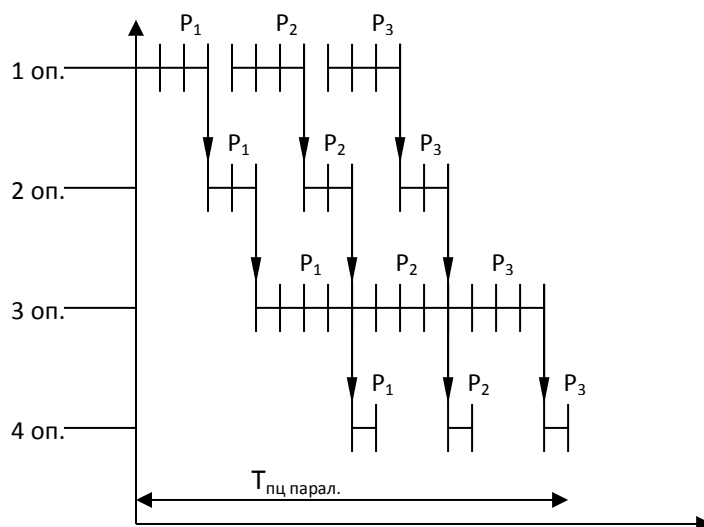 P₁ P₂ P₃
1 оп.
P₁ P₂ P₃
2 оп.
P₁ P₂ P₃
3 оп.
P₁ P₂ P₃
4 оп.
Tпц парал.